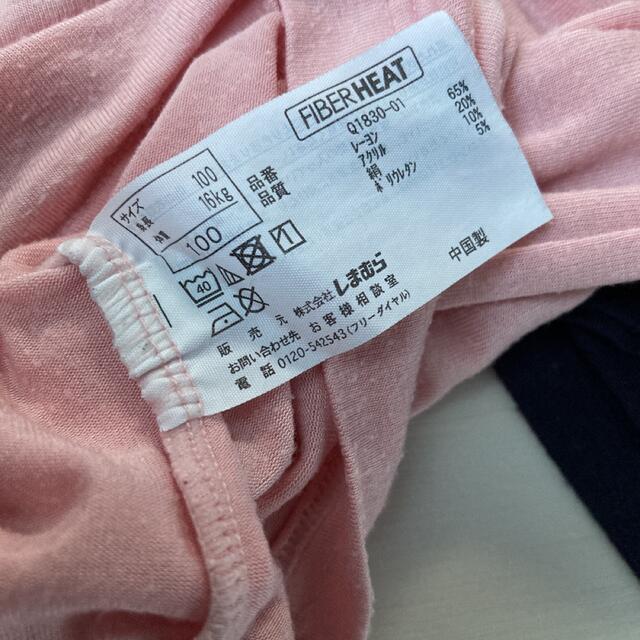 FIBERHEAT
サイズ 100
身長 100
体重 16kg
100
品番 Q1830-01
品質 レーヨン 65%
アクリル 20%
綿 10%
ポリウレタン 5%
40
販売元 株式会社しまむら
お問い合わせ先 お客様相談室
電話 0120-542543(フリーダイヤル)
中国製